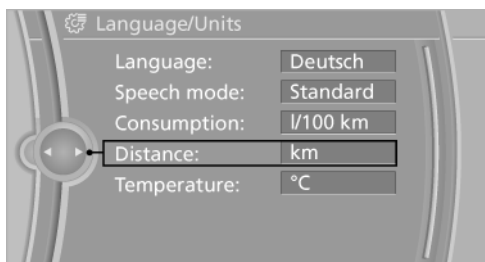 Language/Units
Language: Deutsch
Speech mode: Standard
Consumption: l/100 km
Distance: km
Temperature: °C